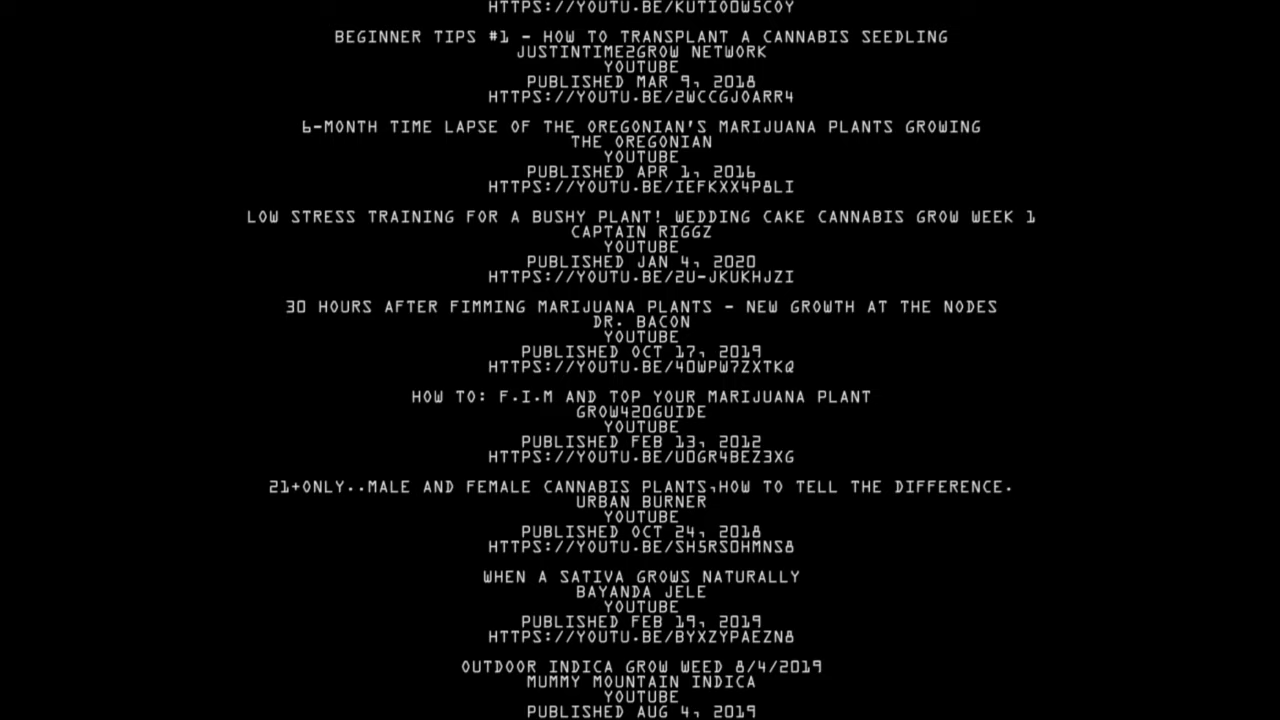 HTTPS://YOUTU.BE/KUTIO0W5COY
BEGINNER TIPS #1 - HOW TO TRANSPLANT A CANNABIS SEEDLING
JUSTINTIME2GROW NETWORK
YOUTUBE
PUBLISHED MAR 9, 2018
HTTPS://YOUTU.BE/2WCCGJOARR4
6-MONTH TIME LAPSE OF THE OREGONIAN'S MARIJUANA PLANTS GROWING
THE OREGONIAN
YOUTUBE
PUBLISHED APR 1, 2016
HTTPS://YOUTU.BE/IEFKXX4P8LI
LOW STRESS TRAINING FOR A BUSHY PLANT! WEDDING CAKE CANNABIS GROW WEEK 1
CAPTAIN RIGGZ
YOUTUBE
PUBLISHED JAN 4, 2020
HTTPS://YOUTU.BE/2U-JKUKHJZI
30 HOURS AFTER FIMMING MARIJUANA PLANTS - NEW GROWTH AT THE NODES
DR. BACON
YOUTUBE
PUBLISHED OCT 17, 2019
HTTPS://YOUTU.BE/4OWPW7ZXTKQ
HOW TO: F.I.M AND TOP YOUR MARIJUANA PLANT
GROW420GUIDE
YOUTUBE
PUBLISHED FEB 13, 2012
HTTPS://YOUTU.BE/UOGR4BEZ3XG
21+ONLY..MALE AND FEMALE CANNABIS PLANTS,HOW TO TELL THE DIFFERENCE.
URBAN BURNER
YOUTUBE
PUBLISHED OCT 24, 2018
HTTPS://YOUTU.BE/SH5RSOHMNS8
WHEN A SATIVA GROWS NATURALLY
BAYANDA JELE
YOUTUBE
PUBLISHED FEB 19, 2019
HTTPS://YOUTU.BE/BYXZYPAEZN8
OUTDOOR INDICA GROW WEED 8/4/2019
MUMMY MOUNTAIN INDICA
YOUTUBE
PUBLISHED AUG 4, 2019